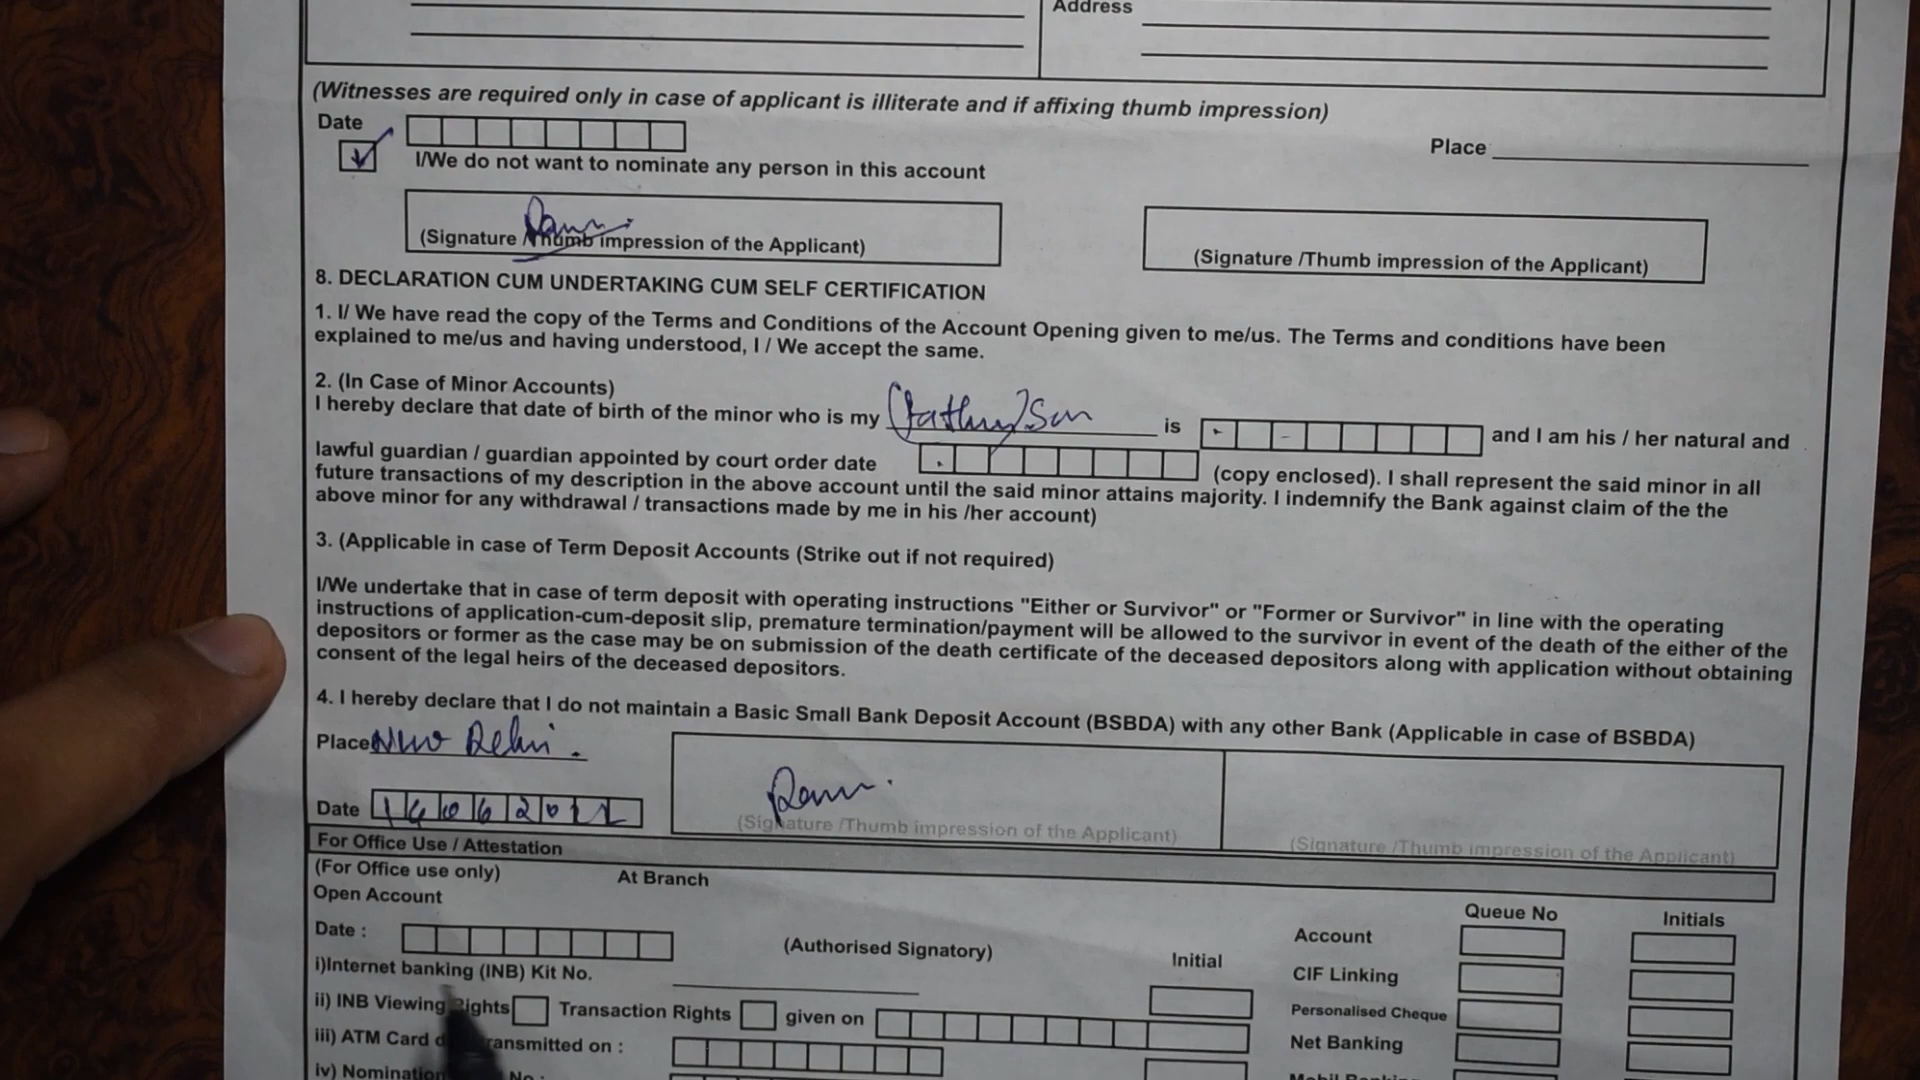 Address
(Witnesses are required only in case of applicant is illiterate and if affixing thumb impression)
Date
Place
I/We do not want to nominate any person in this account
(Signature /Thumb impression of the Applicant)
(Signature /Thumb impression of the Applicant)
8. DECLARATION CUM UNDERTAKING CUM SELF CERTIFICATION
1. I/ We have read the copy of the Terms and Conditions of the Account Opening given to me/us. The Terms and conditions have been
explained to me/us and having understood, I / We accept the same.
2. (In Case of Minor Accounts)
I hereby declare that date of birth of the minor who is my (father) Son is and I am his / her natural and
lawful guardian / guardian appointed by court order date (copy enclosed). I shall represent the said minor in all
future transactions of my description in the above account until the said minor attains majority. I indemnify the Bank against claim of the the
above minor for any withdrawal / transactions made by me in his /her account)
3. (Applicable in case of Term Deposit Accounts (Strike out if not required)
I/We undertake that in case of term deposit with operating instructions "Either or Survivor" or "Former or Survivor" in line with the operating
instructions of application-cum-deposit slip, premature termination/payment will be allowed to the survivor in event of the death of the either of the
depositors or former as the case may be on submission of the death certificate of the deceased depositors along with application without obtaining
consent of the legal heirs of the deceased depositors.
4. I hereby declare that I do not maintain a Basic Small Bank Deposit Account (BSBDA) with any other Bank (Applicable in case of BSBDA)
Place New Delhi.
Date
(Signature /Thumb impression of the Applicant)
(Signature /Thumb impression of the Applicant)
For Office Use / Attestation
(For Office use only) At Branch
Open Account
Queue No Initials
Date : (Authorised Signatory) Initial Account
i)Internet banking (INB) Kit No. CIF Linking
ii) INB Viewing Rights Transaction Rights given on Personalised Cheque
iii) ATM Card ransmitted on : Net Banking
iv) Nomination No :